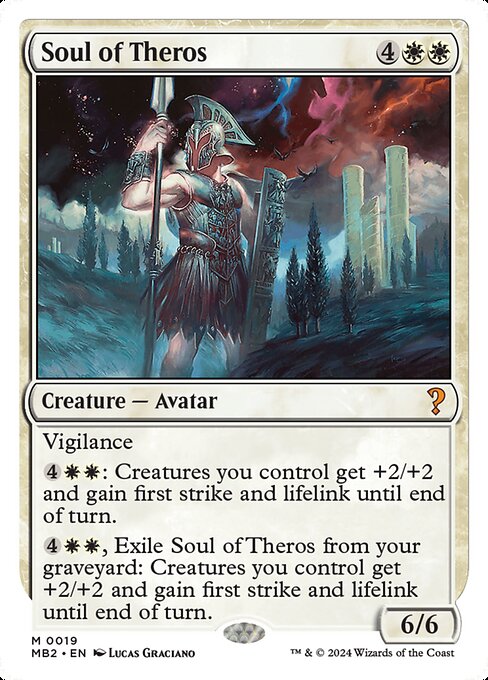 Soul of Theros 4
Creature — Avatar
Vigilance
4: Creatures you control get +2/+2
and gain first strike and lifelink until end
of turn.
4, Exile Soul of Theros from your
graveyard: Creatures you control get
+2/+2 and gain first strike and lifelink
until end of turn.
6/6
M 0019
MB2 • EN Lucas Graciano ™ & © 2024 Wizards of the Coast